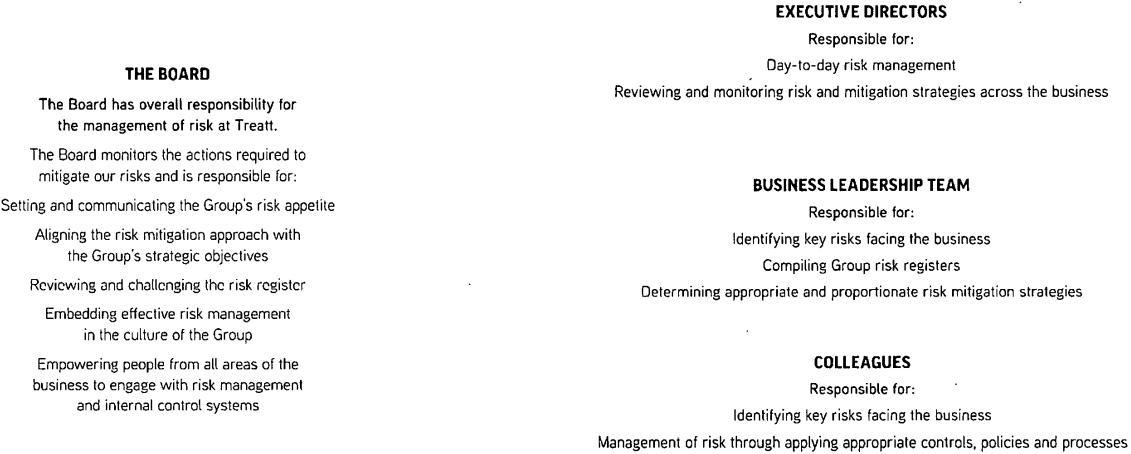 THE BOARD
The Board has overall responsibility for
the management of risk at Treatt.
The Board monitors the actions required to
mitigate our risks and is responsible for:
Setting and communicating the Group's risk appetite
Aligning the risk mitigation approach with
the Group's strategic objectives
Reviewing and challenging the risk register
Embedding effective risk management
in the culture of the Group
Empowering people from all areas of the
business to engage with risk management
and internal control systems
EXECUTIVE DIRECTORS
Responsible for:
Day-to-day risk management
Reviewing and monitoring risk and mitigation strategies across the business
BUSINESS LEADERSHIP TEAM
Responsible for:
Identifying key risks facing the business
Compiling Group risk registers
Determining appropriate and proportionate risk mitigation strategies
COLLEAGUES
Responsible for:
Identifying key risks facing the business
Management of risk through applying appropriate controls, policies and processes